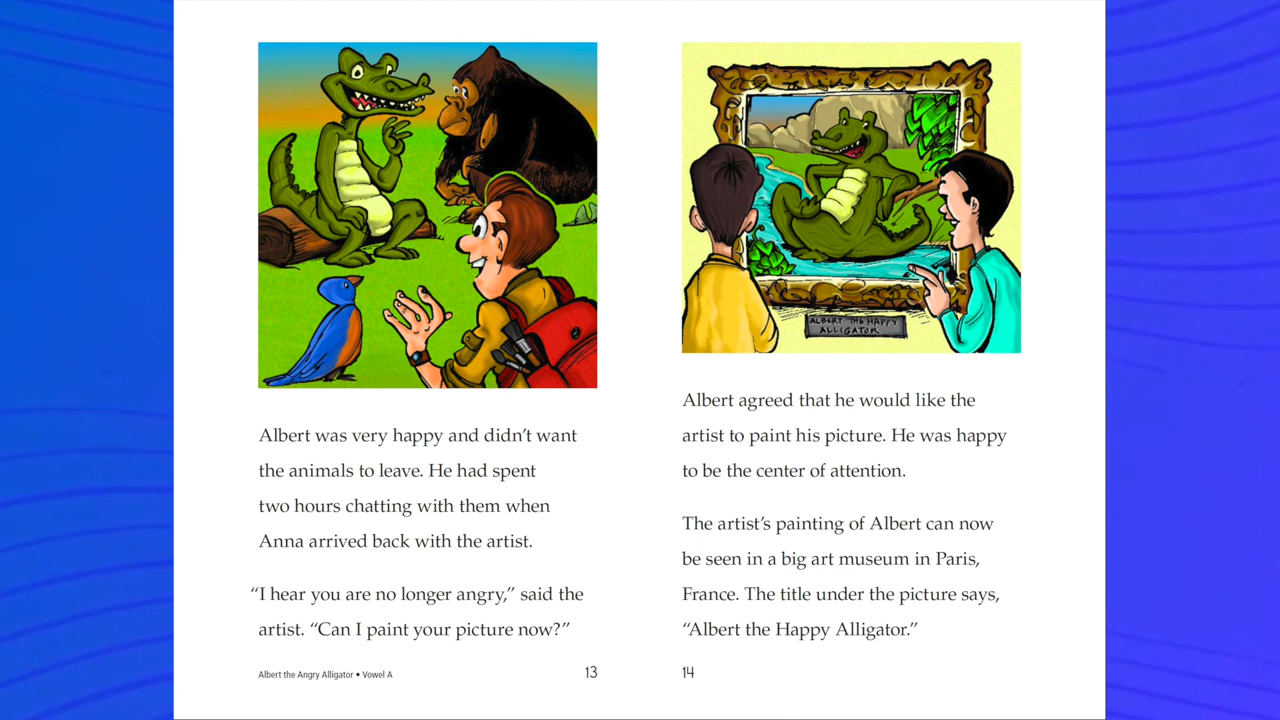 Albert was very happy and didn’t want
the animals to leave. He had spent
two hours chatting with them when
Anna arrived back with the artist.
“I hear you are no longer angry,” said the
artist. “Can I paint your picture now?”
Albert the Angry Alligator • Vowel A
13
ALBERT THE HAPPY
ALLIGATOR
Albert agreed that he would like the
artist to paint his picture. He was happy
to be the center of attention.
The artist’s painting of Albert can now
be seen in a big art museum in Paris,
France. The title under the picture says,
“Albert the Happy Alligator.”
14